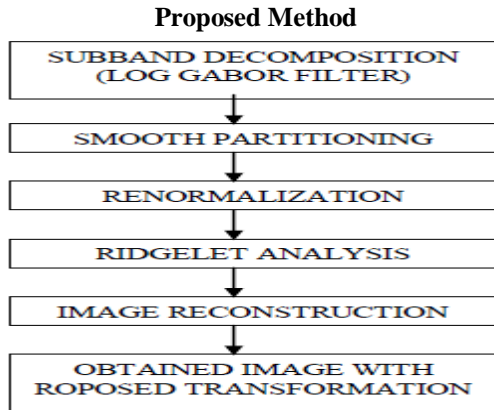 Proposed Method
SUBBAND DECOMPOSITION
(LOG GABOR FILTER)
SMOOTH PARTITIONING
RENORMALIZATION
RIDGELET ANALYSIS
IMAGE RECONSTRUCTION
OBTAINED IMAGE WITH
ROPOSED TRANSFORMATION